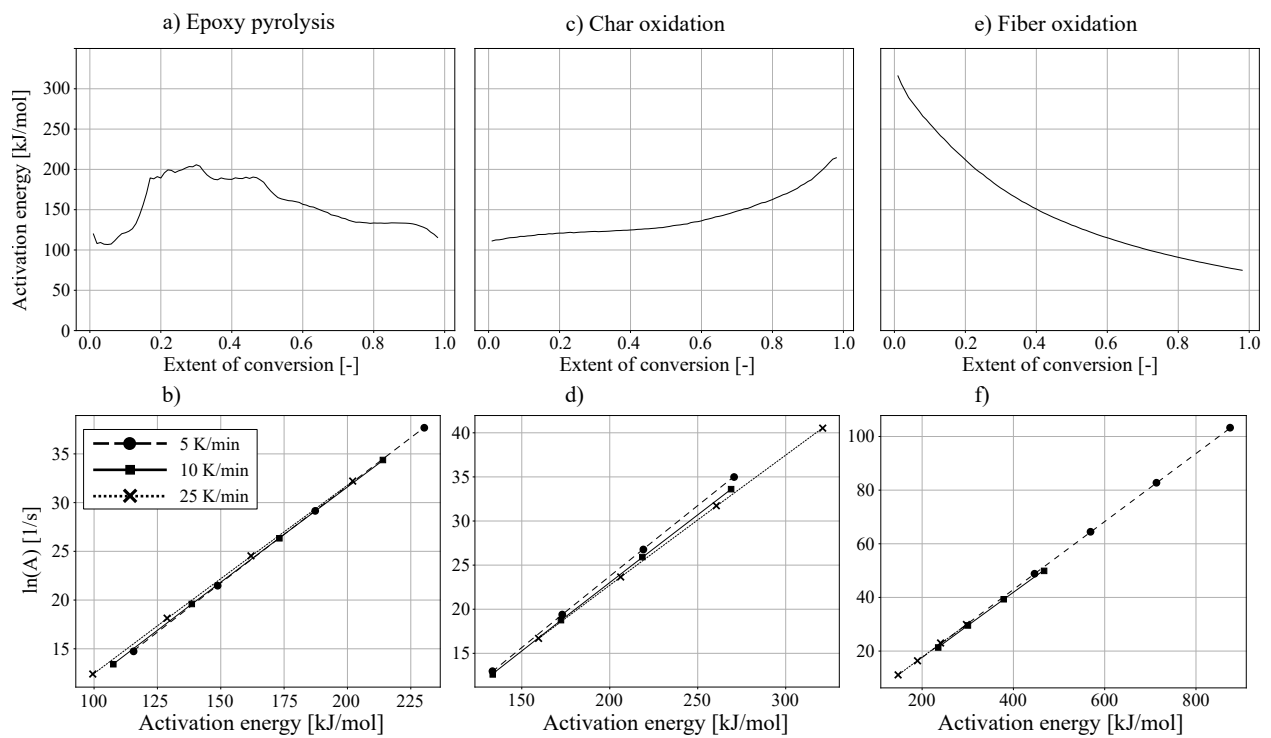 a) Epoxy pyrolysis
c) Char oxidation
e) Fiber oxidation
Activation energy [kJ/mol]
300
250
200
150
100
50
0
0.0 0.2 0.4 0.6 0.8 1.0
0.0 0.2 0.4 0.6 0.8 1.0
0.0 0.2 0.4 0.6 0.8 1.0
Extent of conversion [-]
Extent of conversion [-]
Extent of conversion [-]
b)
d)
f)
ln(A) [1/s]
35
30
25
20
15
5 K/min
10 K/min
25 K/min
100 125 150 175 200 225
Activation energy [kJ/mol]
40
35
30
25
20
15
150 200 250 300
Activation energy [kJ/mol]
100
80
60
40
20
200 400 600 800
Activation energy [kJ/mol]